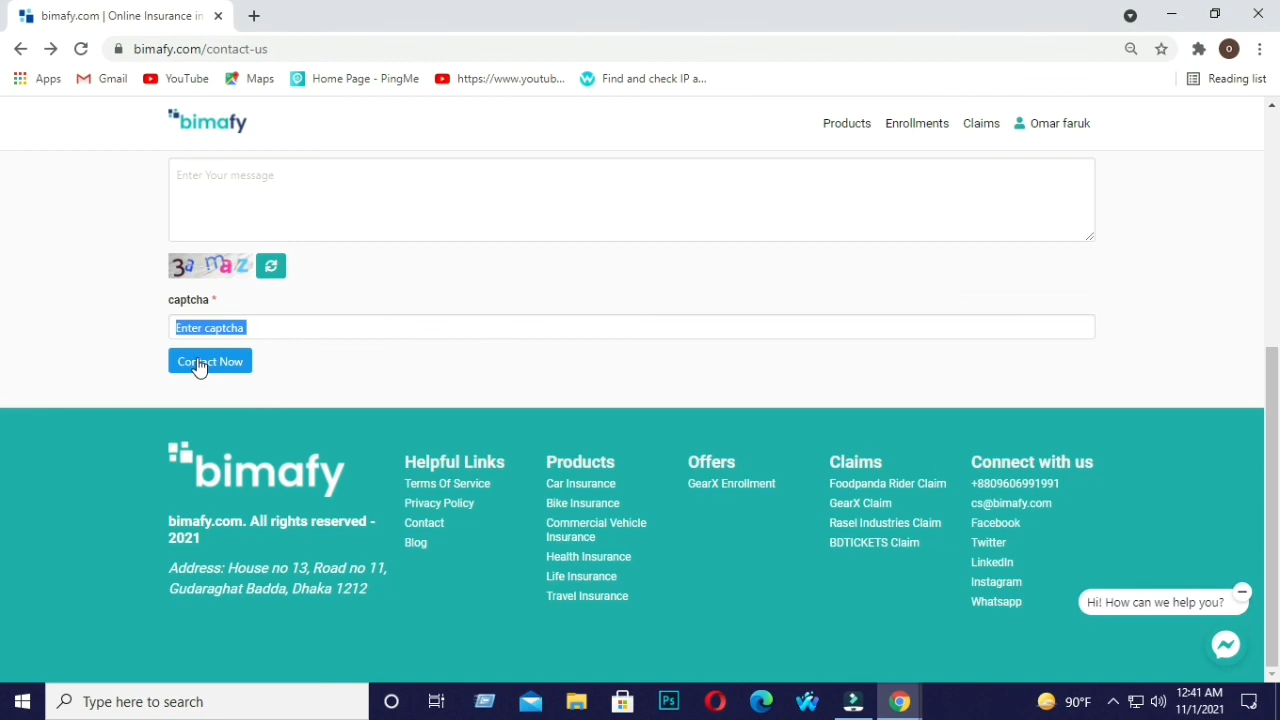 bimafy.com | Online Insurance in
bimafy.com/contact-us
O
Apps
Gmail
YouTube
Maps
Home Page - PingMe
https://www.youtub...
Find and check IP a...
Reading list
bimafy
Products
Enrollments
Claims
Omar faruk
Enter Your message
3a maz
captcha *
Enter captcha
Contact Now
bimafy
bimafy.com. All rights reserved -
2021
Address: House no 13, Road no 11,
Gudaraghat Badda, Dhaka 1212
Helpful Links
Terms Of Service
Privacy Policy
Contact
Blog
Products
Car Insurance
Bike Insurance
Commercial Vehicle
Insurance
Health Insurance
Life Insurance
Travel Insurance
Offers
GearX Enrollment
Claims
Foodpanda Rider Claim
GearX Claim
Rasel Industries Claim
BDTICKETS Claim
Connect with us
+8809606991991
cs@bimafy.com
Facebook
Twitter
LinkedIn
Instagram
Whatsapp
Hi! How can we help you?
Type here to search
Ps
90°F
12:41 AM
11/1/2021